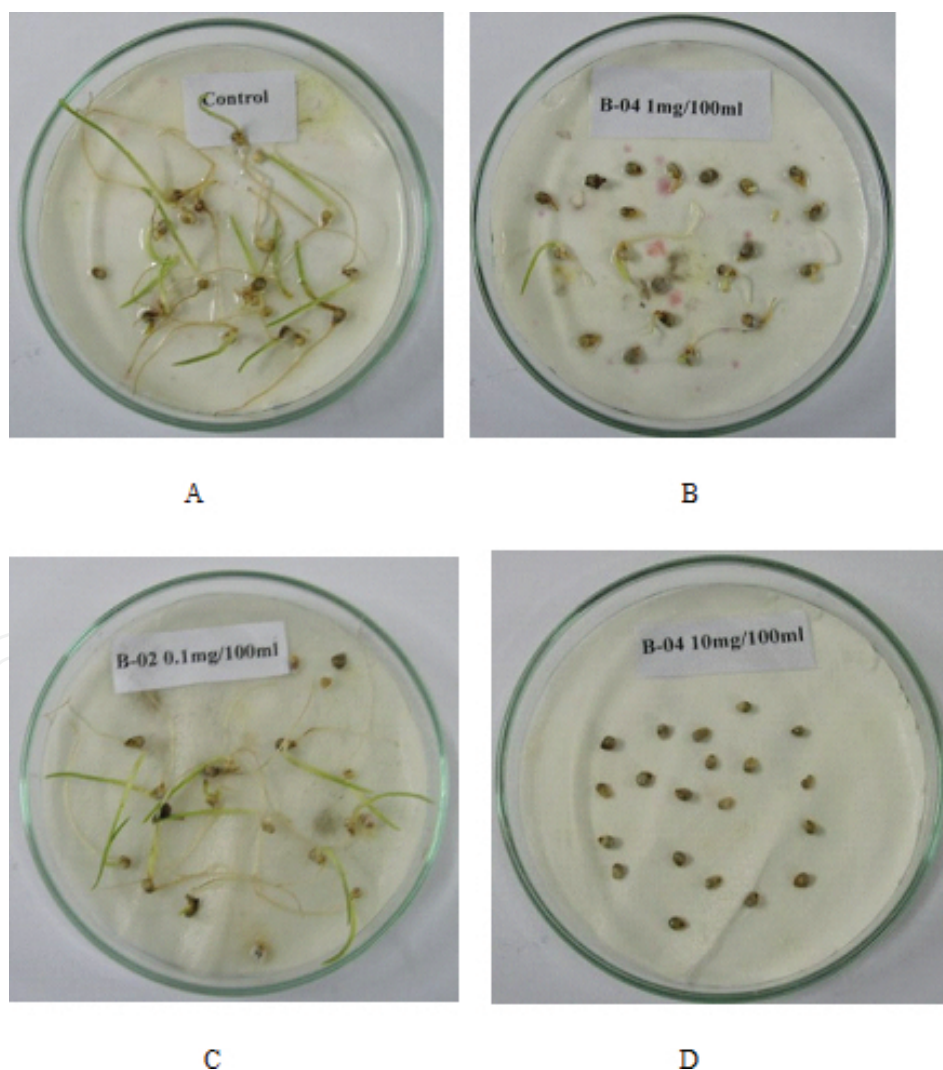 Control
B-04 1mg/100ml
A
B
B-02 0.1mg/100ml
B-04 10mg/100ml
C
D